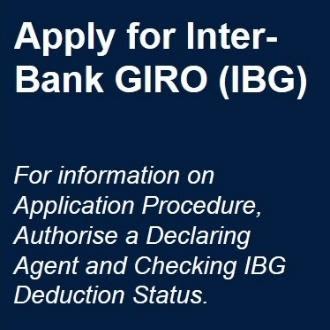 Apply for Inter-
Bank GIRO (IBG)
For information on
Application Procedure,
Authorise a Declaring
Agent and Checking IBG
Deduction Status.